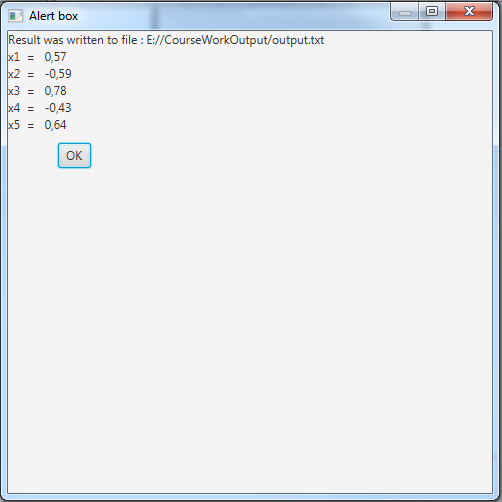 Alert box
Result was written to file : E://CourseWorkOutput/output.txt
x1 = 0,57
x2 = -0,59
x3 = 0,78
x4 = -0,43
x5 = 0,64
OK